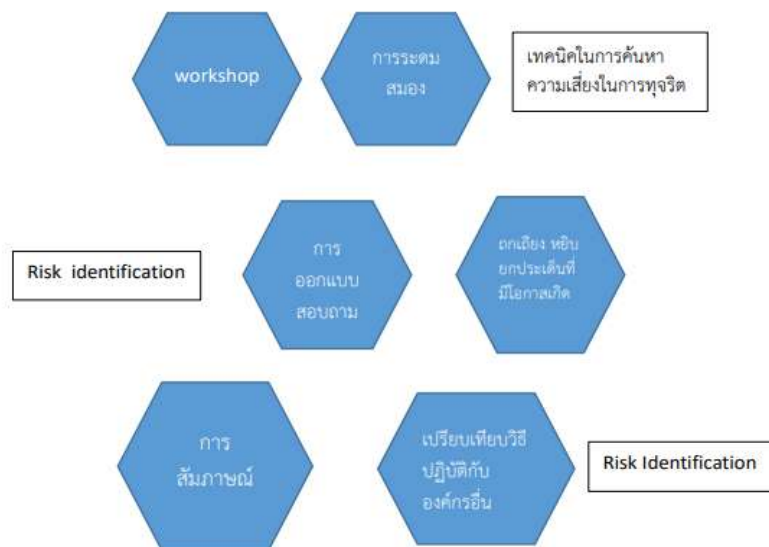 workshop
การระดม
สมอง
เทคนิคในการค้นหา
ความเสี่ยงในการทุจริต
Risk identification
การ
ออกแบบ
สอบถาม
ถกเถียง หยิบ
ยกประเด็นที่
มีโอกาสเกิด
การ
สัมภาษณ์
เปรียบเทียบวิธี
ปฏิบัติกับ
องค์กรอื่น
Risk Identification